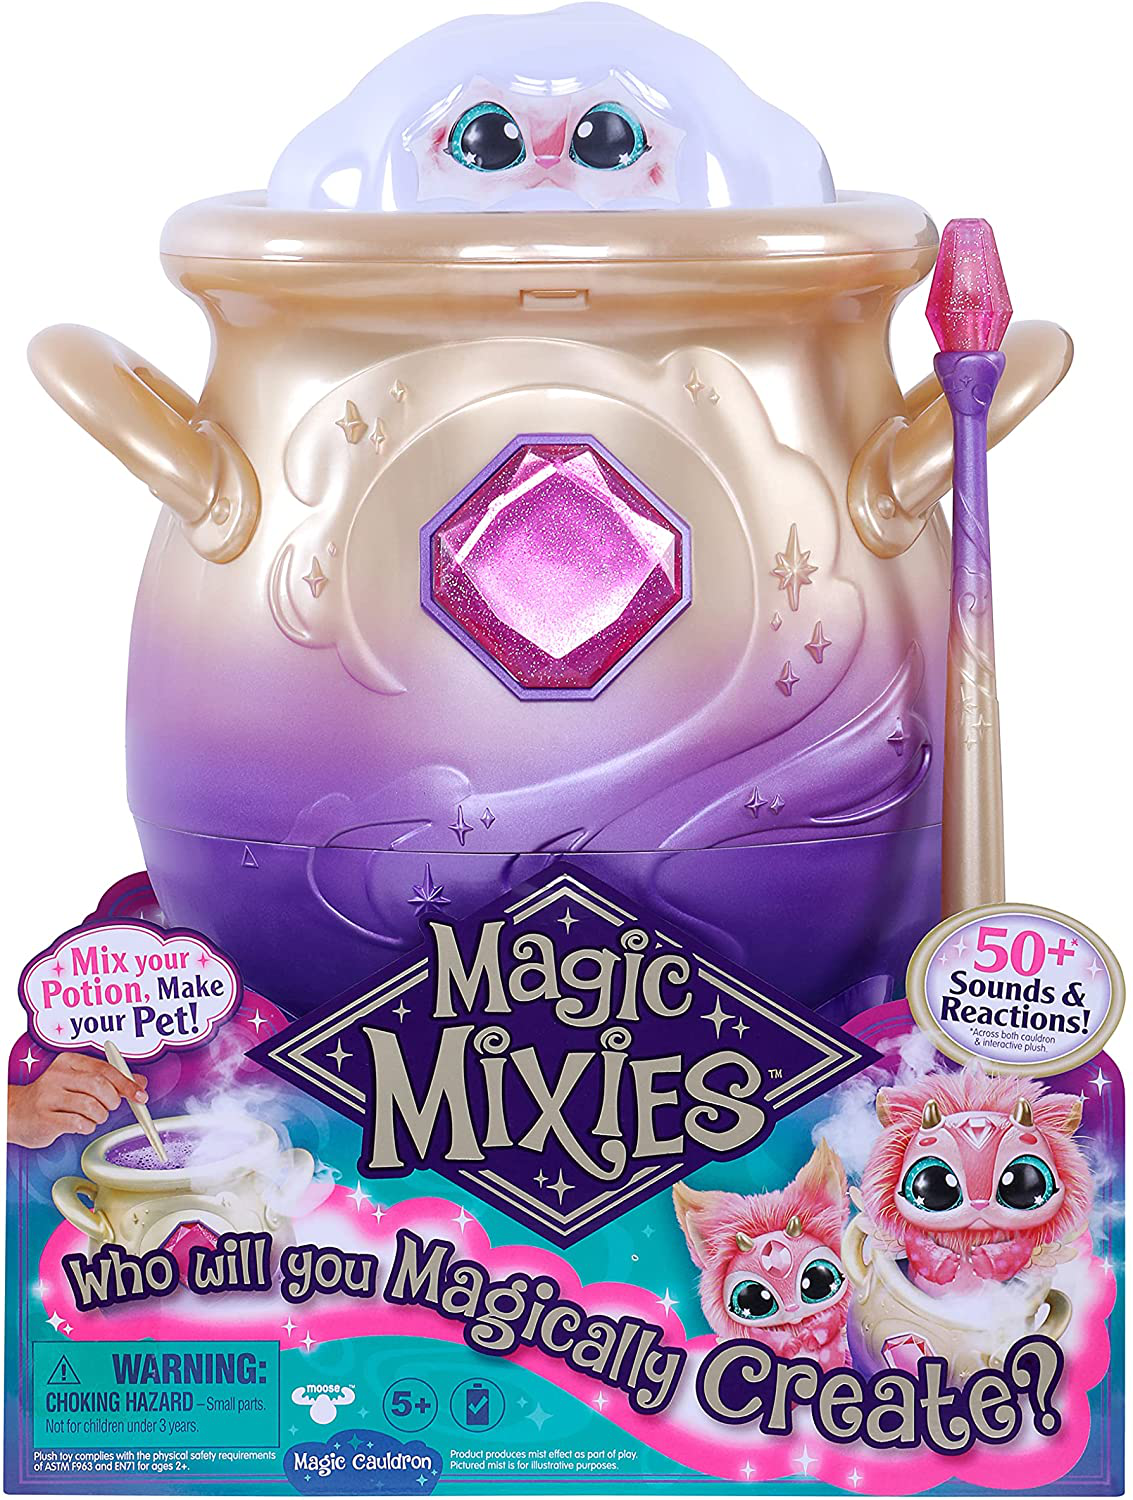 Magic
Mixies™
Mix your
Potion, Make
your Pet!
50+*
Sounds &
Reactions!
*Across both cauldron
& interactive plush.
Who will you Magically Create?
WARNING:
CHOKING HAZARD – Small parts.
Not for children under 3 years.
moose™
5+
Plush toy complies with the physical safety requirements
of ASTM F963 and EN71 for ages 2+.
Magic Cauldron
Product produces mist effect as part of play.
Pictured mist is for illustrative purposes.